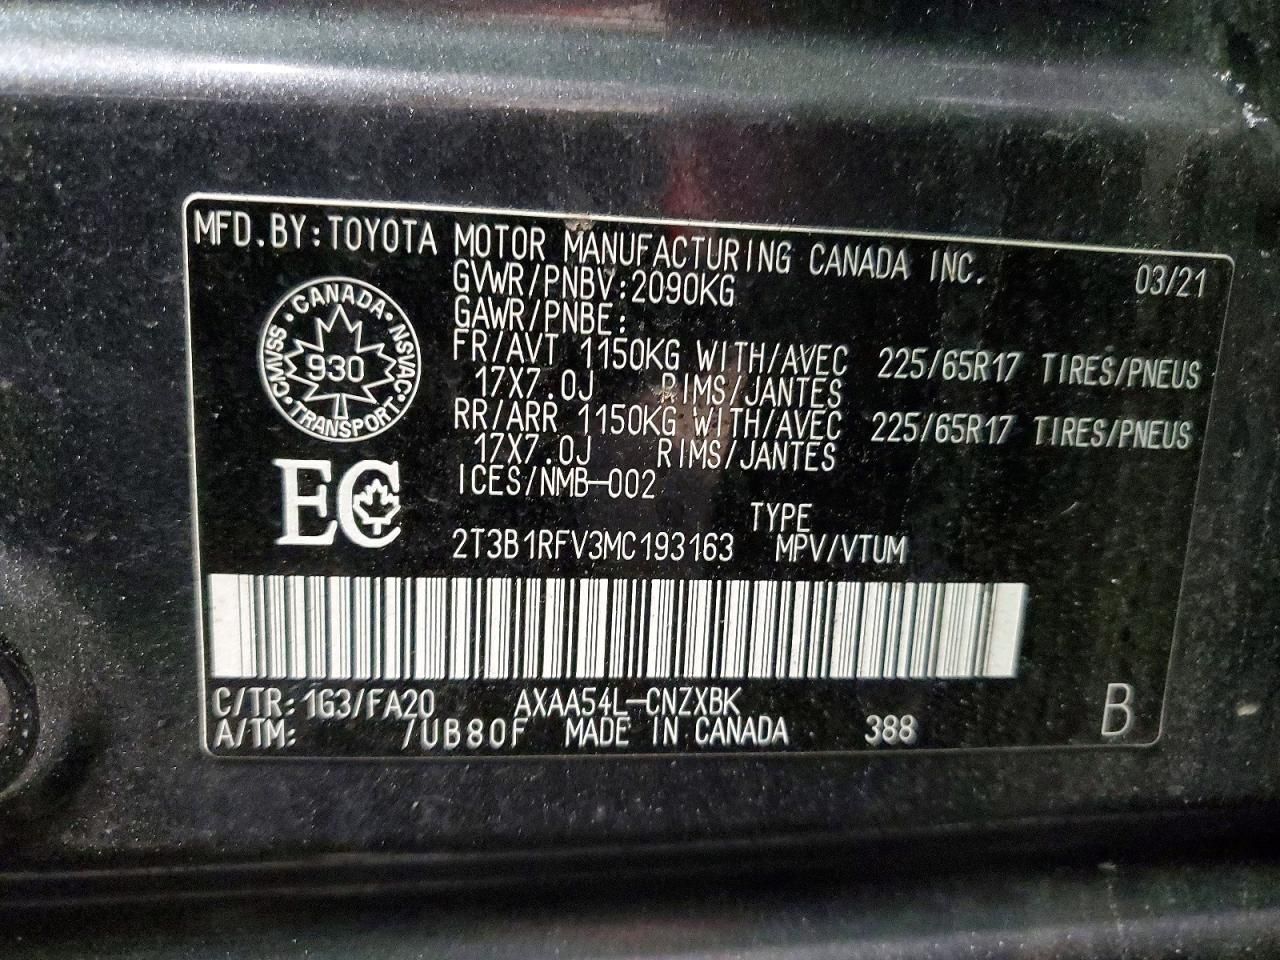 MFD.BY:TOYOTA MOTOR MANUFACTURING CANADA INC. 03/21
GVWR/PNBV:2090KG
GAWR/PNBE:
FR/AVT 1150KG WITH/AVEC 225/65R17 TIRES/PNEUS
17X7.0J RIMS/JANTES
RR/ARR 1150KG WITH/AVEC 225/65R17 TIRES/PNEUS
17X7.0J RIMS/JANTES
ICES/NMB-002
CANADA
CMVSS NSVAC
930
TRANSPORT
EC
TYPE
2T3B1RFV3MC193163 MPV/VTUM
C/TR: 1G3/FA20 AXAA54L-CNZXBK
A/TM: /UB80F MADE IN CANADA 388 B